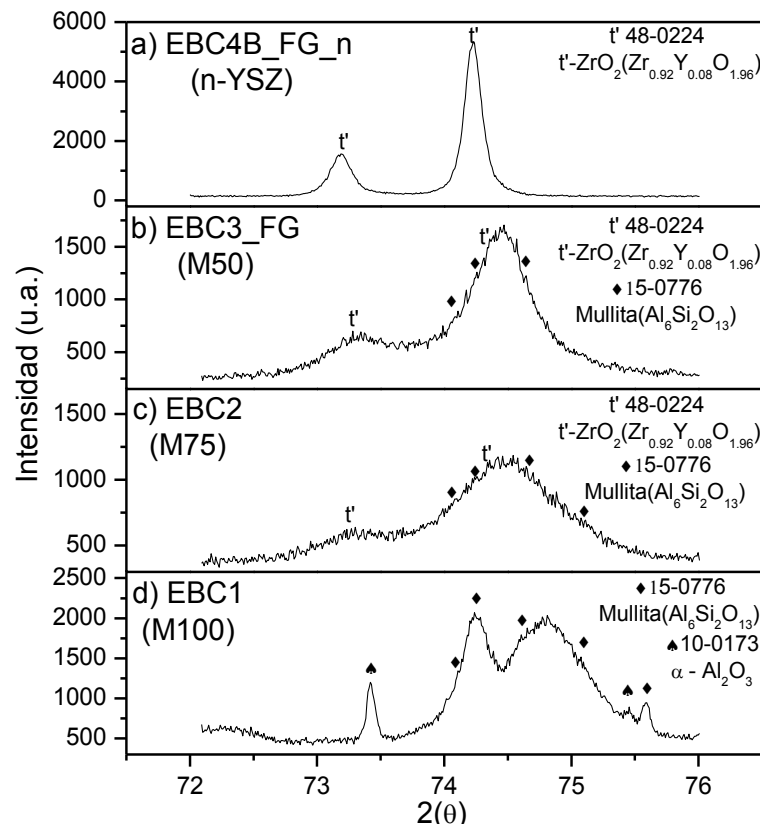 Intensidad (u.a.)
6000
4000
2000
0
a) EBC4B_FG_n
(n-YSZ)
t'
t'
t' 48-0224
t'-ZrO₂(Zr₀.₉₂Y₀.₀₈O₁.₉₆)
1500
1000
500
b) EBC3_FG
(M50)
t'
t'
t' 48-0224
t'-ZrO₂(Zr₀.₉₂Y₀.₀₈O₁.₉₆)
♦15-0776
Mullita(Al₆Si₂O₁₃)
1500
1000
500
c) EBC2
(M75)
t'
t'
t' 48-0224
t'-ZrO₂(Zr₀.₉₂Y₀.₀₈O₁.₉₆)
♦15-0776
Mullita(Al₆Si₂O₁₃)
2500
2000
1500
1000
500
d) EBC1
(M100)
♦15-0776
Mullita(Al₆Si₂O₁₃)
♠10-0173
α - Al₂O₃
72 73 74 75 76
2(θ)